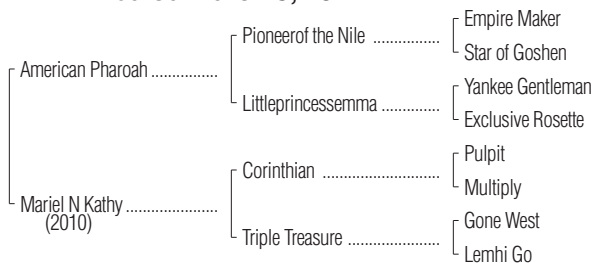 Empire Maker
Pioneerof the Nile ................
Star of Goshen
American Pharoah ...............
Yankee Gentleman
Littleprincessemma .............
Exclusive Rosette
Pulpit
Corinthian .........................
Multiply
Mariel N Kathy .....................
(2010)
Gone West
Triple Treasure ...................
Lemhi Go